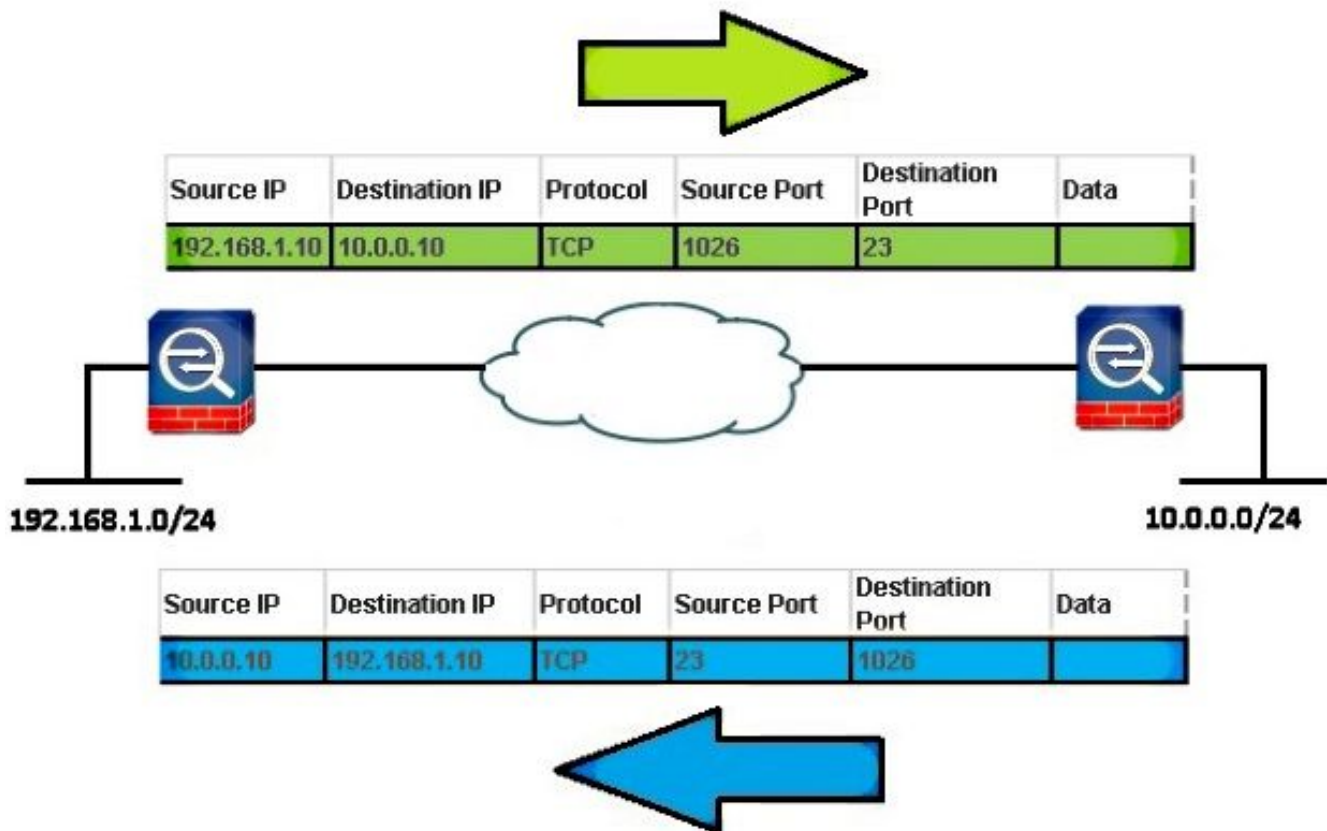 Source IP Destination IP Protocol Source Port Destination Port Data
192.168.1.10 10.0.0.10 TCP 1026 23
192.168.1.0/24 10.0.0.0/24
Source IP Destination IP Protocol Source Port Destination Port Data
10.0.0.10 192.168.1.10 TCP 23 1026